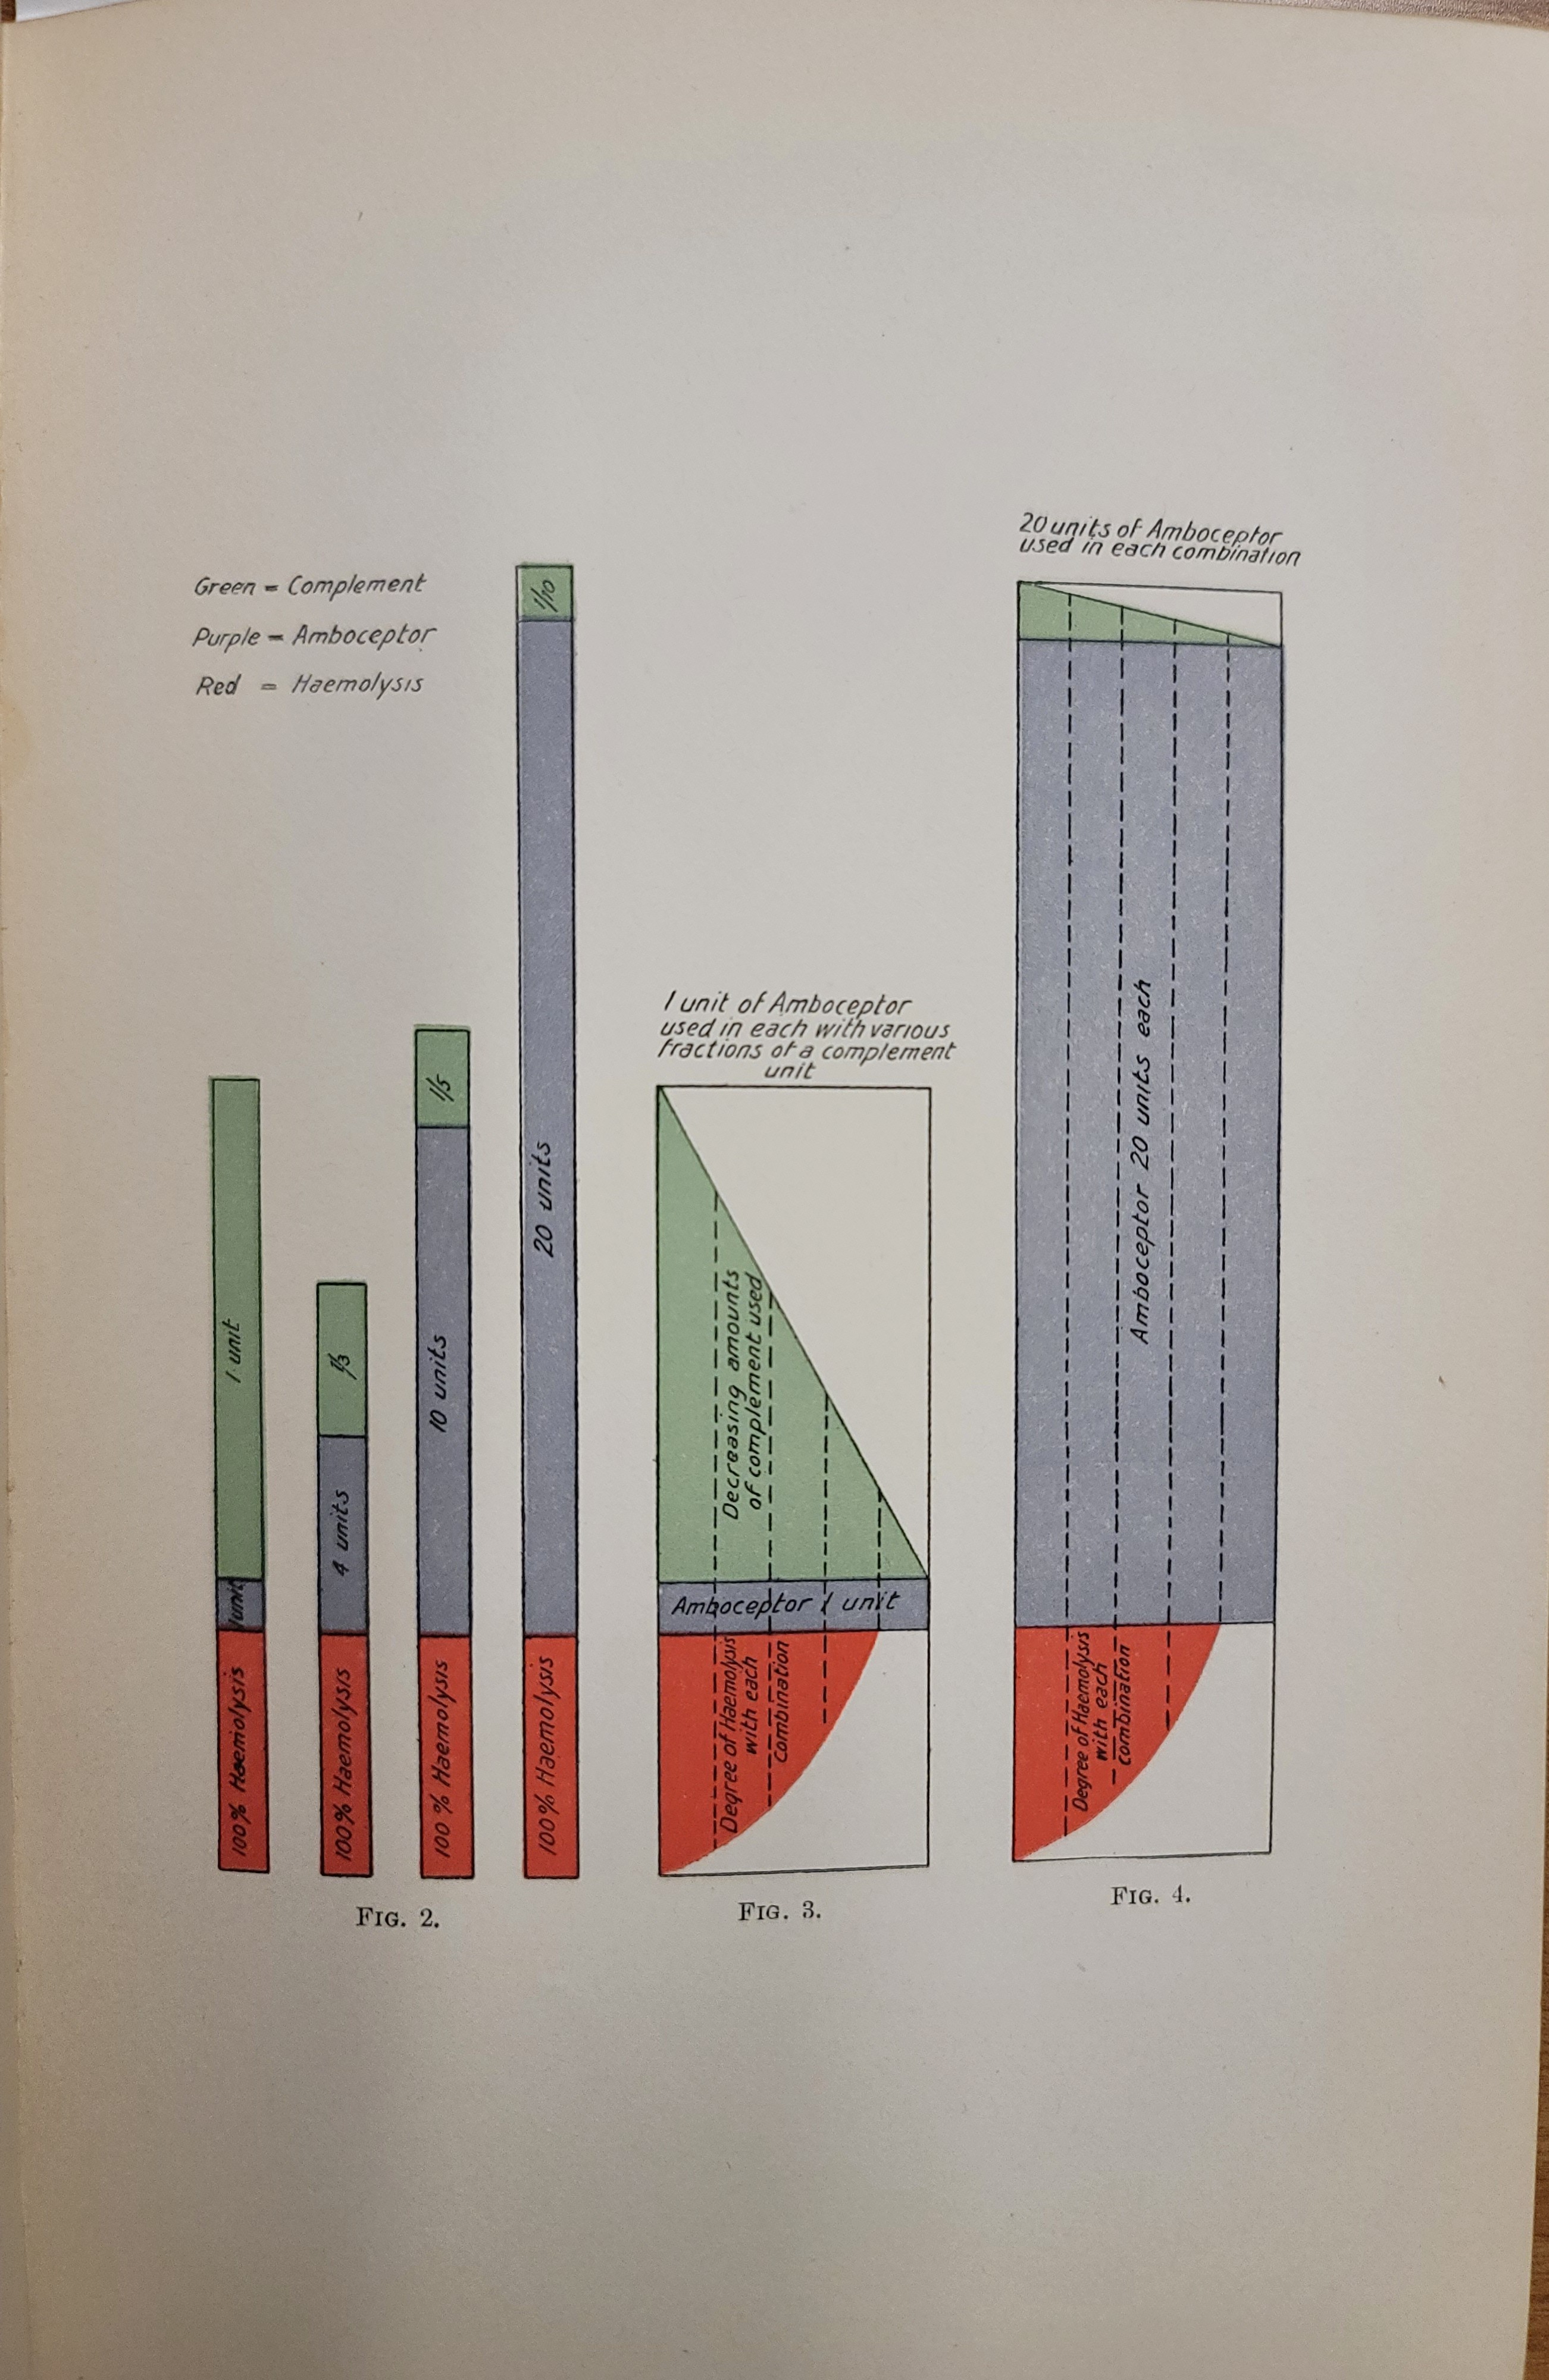 Green = Complement
Purple = Amboceptor
Red = Haemolysis
1 unit
1 unit
100% Haemolysis
1/3
4 units
100% Haemolysis
1/5
10 units
100% Haemolysis
1/10
20 units
100% Haemolysis
FIG. 2.
1 unit of Amboceptor
used in each with various
fractions of a complement
unit
Decreasing amounts
of complement used
Amboceptor 1 unit
Degree of Haemolysis
with each
combination
FIG. 3.
20 units of Amboceptor
used in each combination
Amboceptor 20 units each
Degree of Haemolysis
with each
combination
FIG. 4.